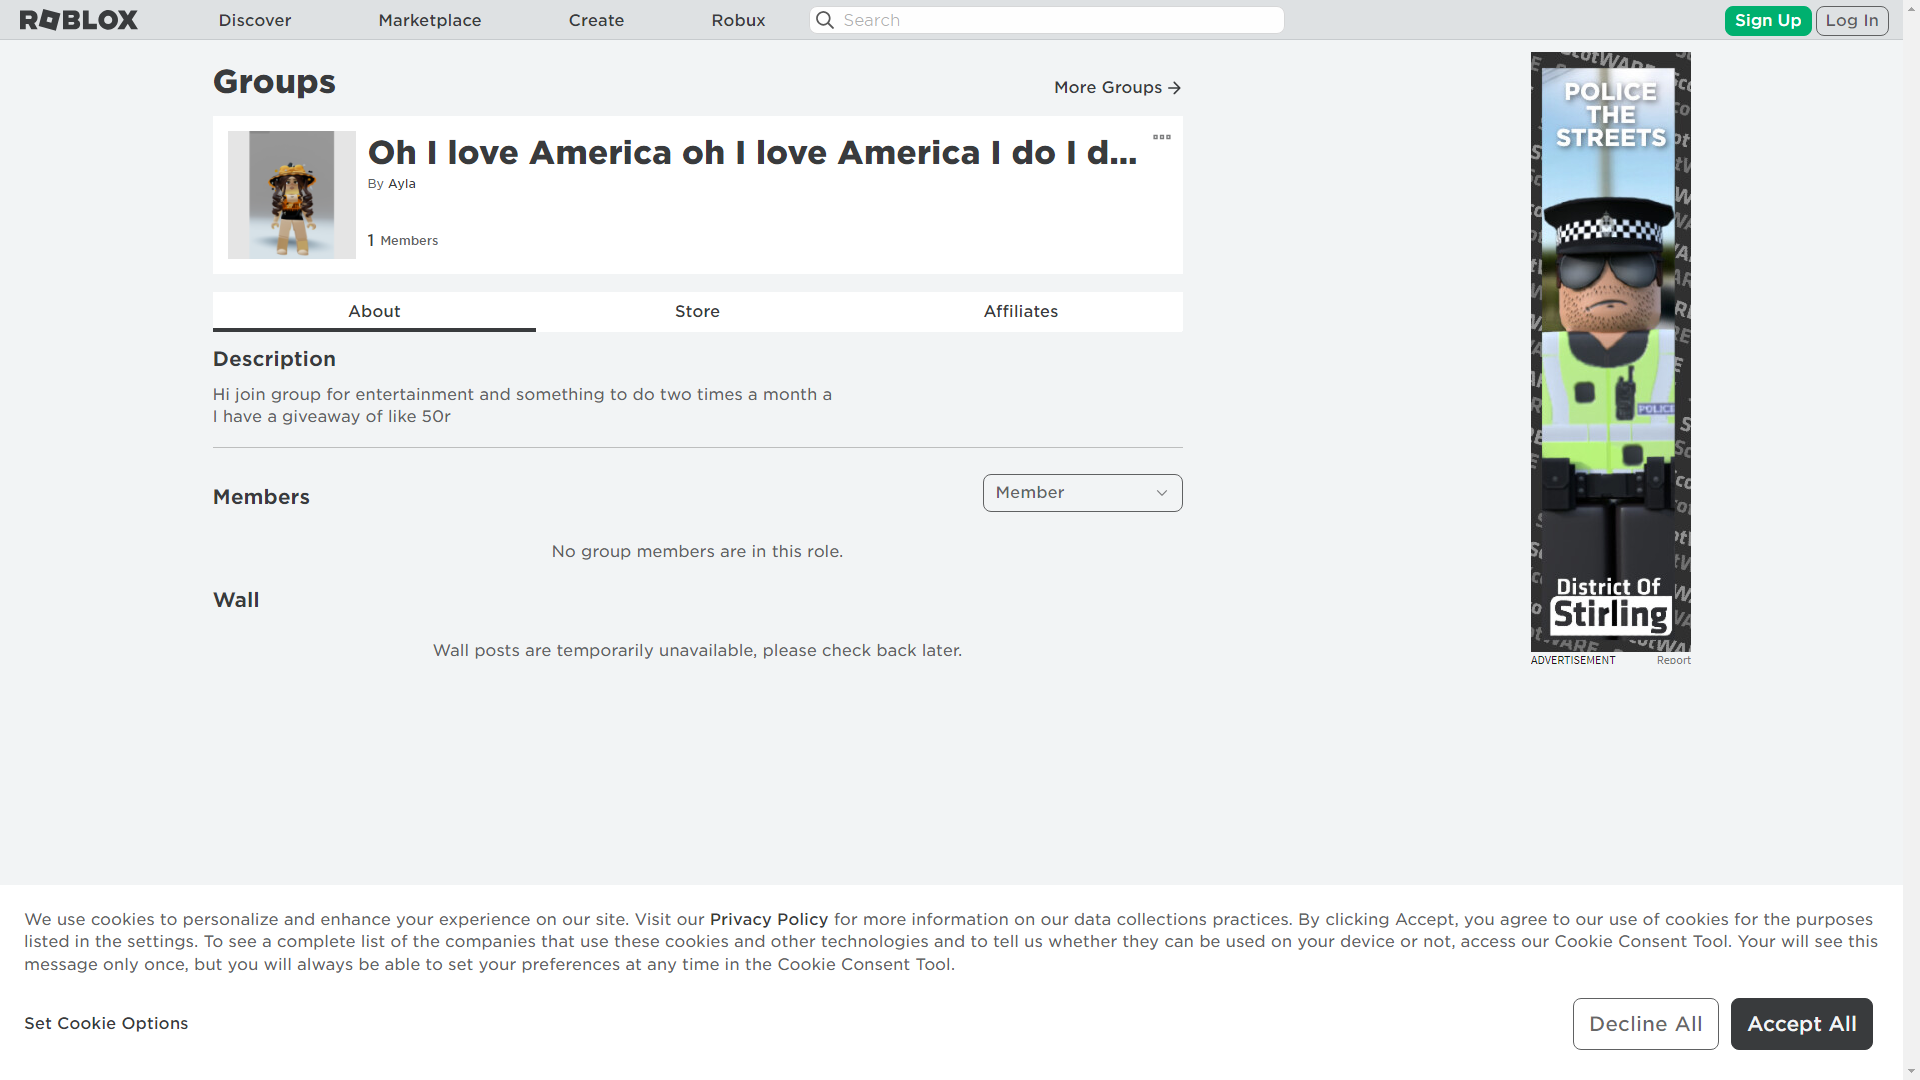 ROBLOX
Discover
Marketplace
Create
Robux
Search
Sign Up
Log In
Groups
More Groups
Oh I love America oh I love America I do I d...
By Ayla
1 Members
About
Store
Affiliates
Description
Hi join group for entertainment and something to do two times a month a
I have a giveaway of like 50r
Members
Member
No group members are in this role.
Wall
Wall posts are temporarily unavailable, please check back later.
POLICE
THE
STREETS
POLICE
District Of
Stirling
ADVERTISEMENT
Report
We use cookies to personalize and enhance your experience on our site. Visit our Privacy Policy for more information on our data collections practices. By clicking Accept, you agree to our use of cookies for the purposes
listed in the settings. To see a complete list of the companies that use these cookies and other technologies and to tell us whether they can be used on your device or not, access our Cookie Consent Tool. Your will see this
message only once, but you will always be able to set your preferences at any time in the Cookie Consent Tool.
Set Cookie Options
Decline All
Accept All